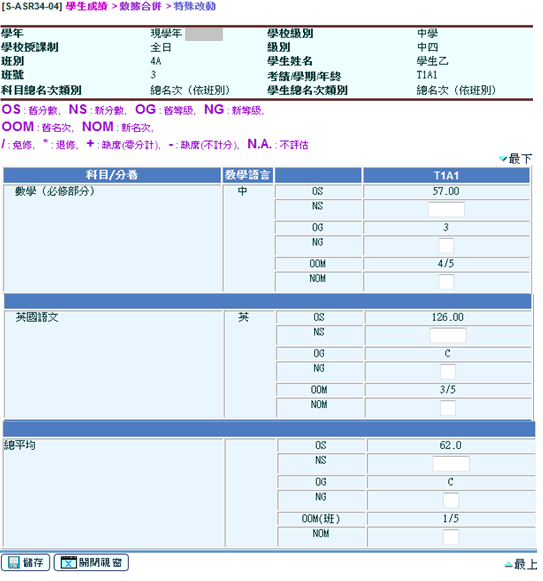 [S-ASR34-04] 學生成績 > 數據合併 > 特殊改動
學年 現學年 學校級別 中學
學校授課制 全日 級別 中四
班別 4A 學生姓名 學生乙
班號 3 考績/學期/年終 T1A1
科目總名次類別 總名次（依班別） 學生總名次類別 總名次（依班別）
OS : 舊分數, NS : 新分數, OG : 舊等級, NG : 新等級,
OOM : 舊名次, NOM : 新名次,
/ : 免修, * : 退修, + : 缺席(零分計), - : 缺席(不計分), N.A. : 不評估
最下
科目/分卷 教學語言 T1A1
數學（必修部分） 中 OS 57.00
NS
OG 3
NG
OOM 4/5
NOM
英國語文 英 OS 126.00
NS
OG C
NG
OOM 3/5
NOM
總平均 OS 62.0
NS
OG C
NG
OOM(班) 1/5
NOM
儲存 關閉視窗 最上